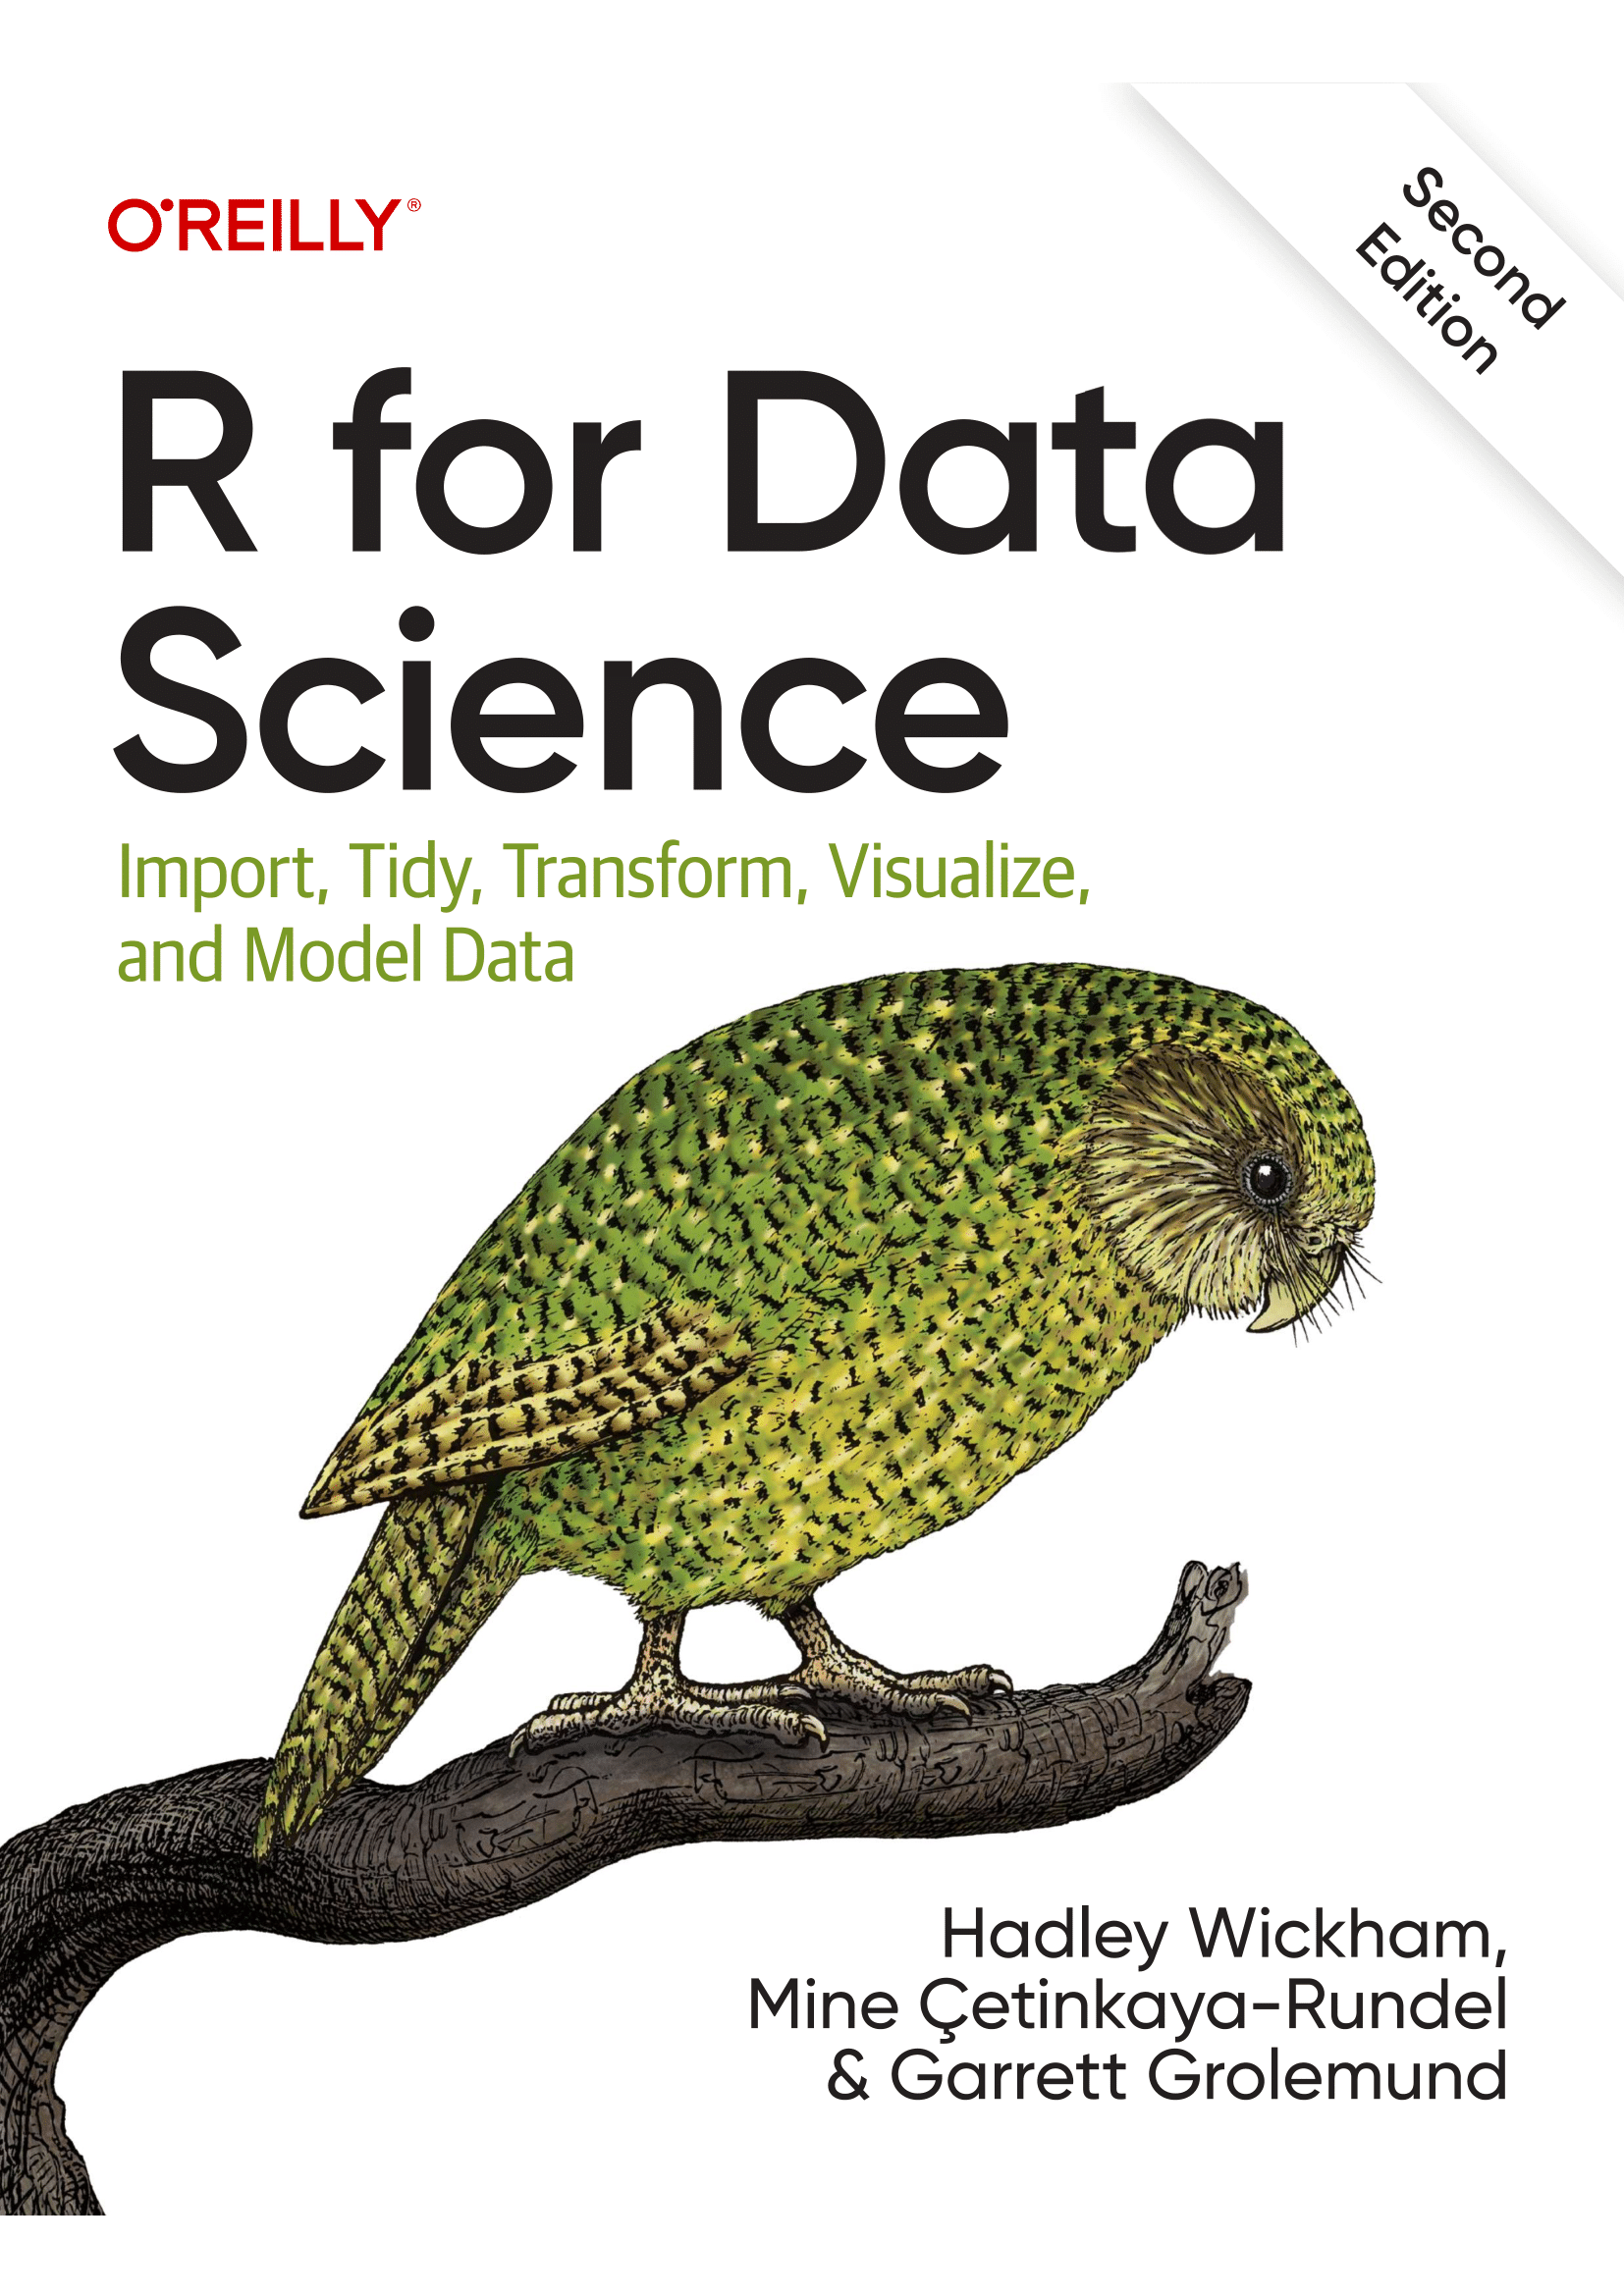 O'REILLY®
Second
Edition
R for Data
Science
Import, Tidy, Transform, Visualize,
and Model Data
Hadley Wickham,
Mine Çetinkaya-Rundel
& Garrett Grolemund